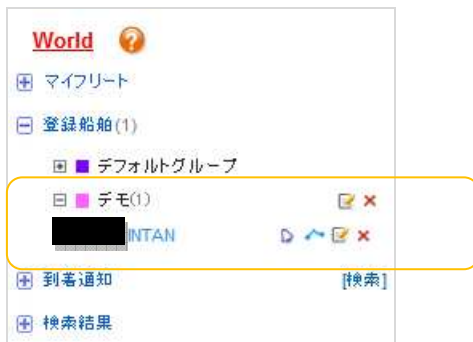 World
マイフリート
登録船舶(1)
デフォルトグループ
デモ(1)
INTAN
到着通知 [検索]
検索結果